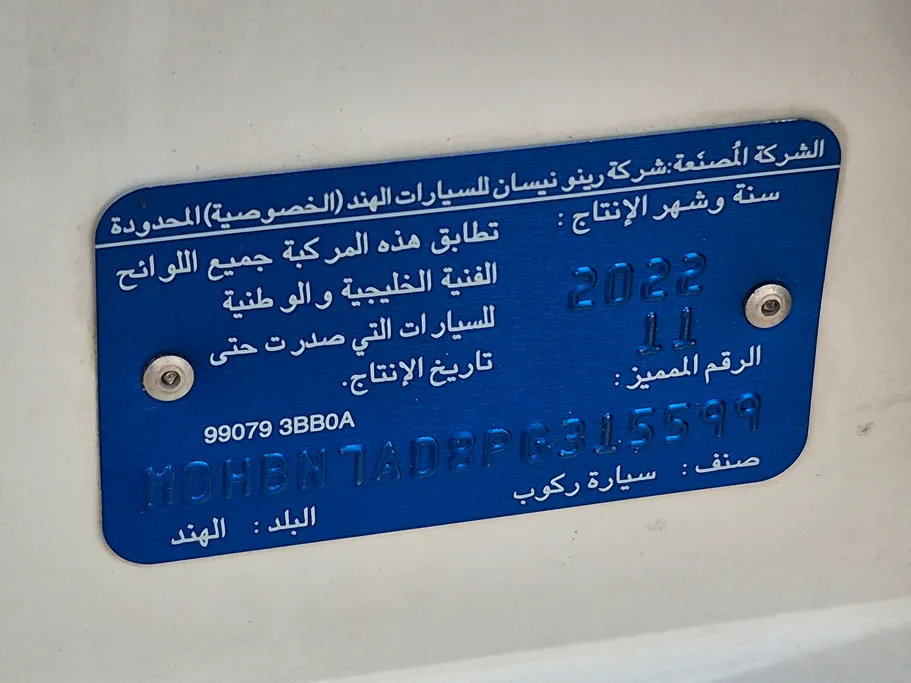 الشركة المُصنَعة:شركة رينو نيسان للسيارات الهند (الخصوصية) المحدودة
سنة وشهر الإنتاج :
2022
11
تطابق هذه المركبة جميع اللوائح
الفنية الخليجية والوطنية
للسيارات التي صدرت حتى
تاريخ الإنتاج.
الرقم المميز :
99079 3BB0A
MDHBN7AD8PG315599
صنف : سيارة ركوب
البلد : الهند